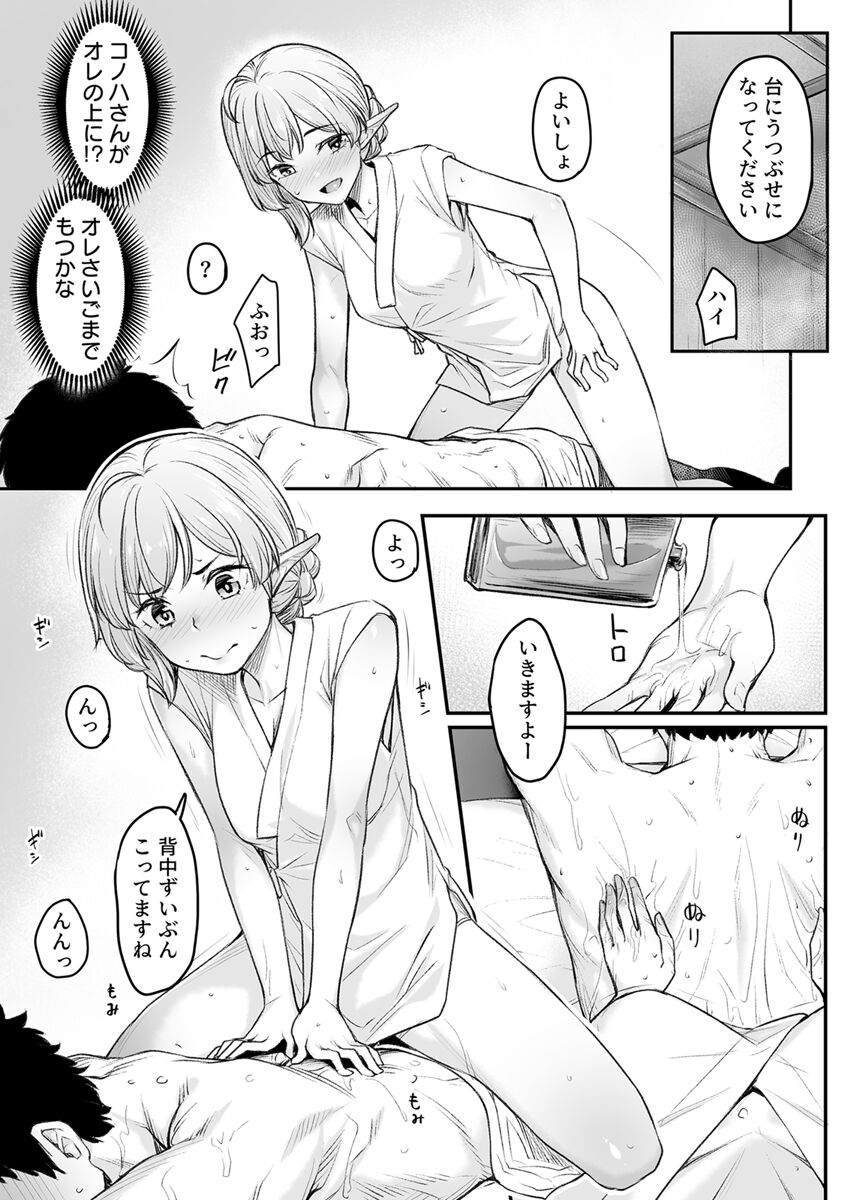 台にうつぶせに
なってください
ハイ
よいしょ
コノハさんが
オレの上に!?
?
ふおっ
ビク
オレさいごまで
もつかな
トロ
いきますよー
ぬり
ぬり
よっ
ギシ
ギシ
んっ
背中ずいぶん
こってますね
ギシ
んんっ
もみ
もみ